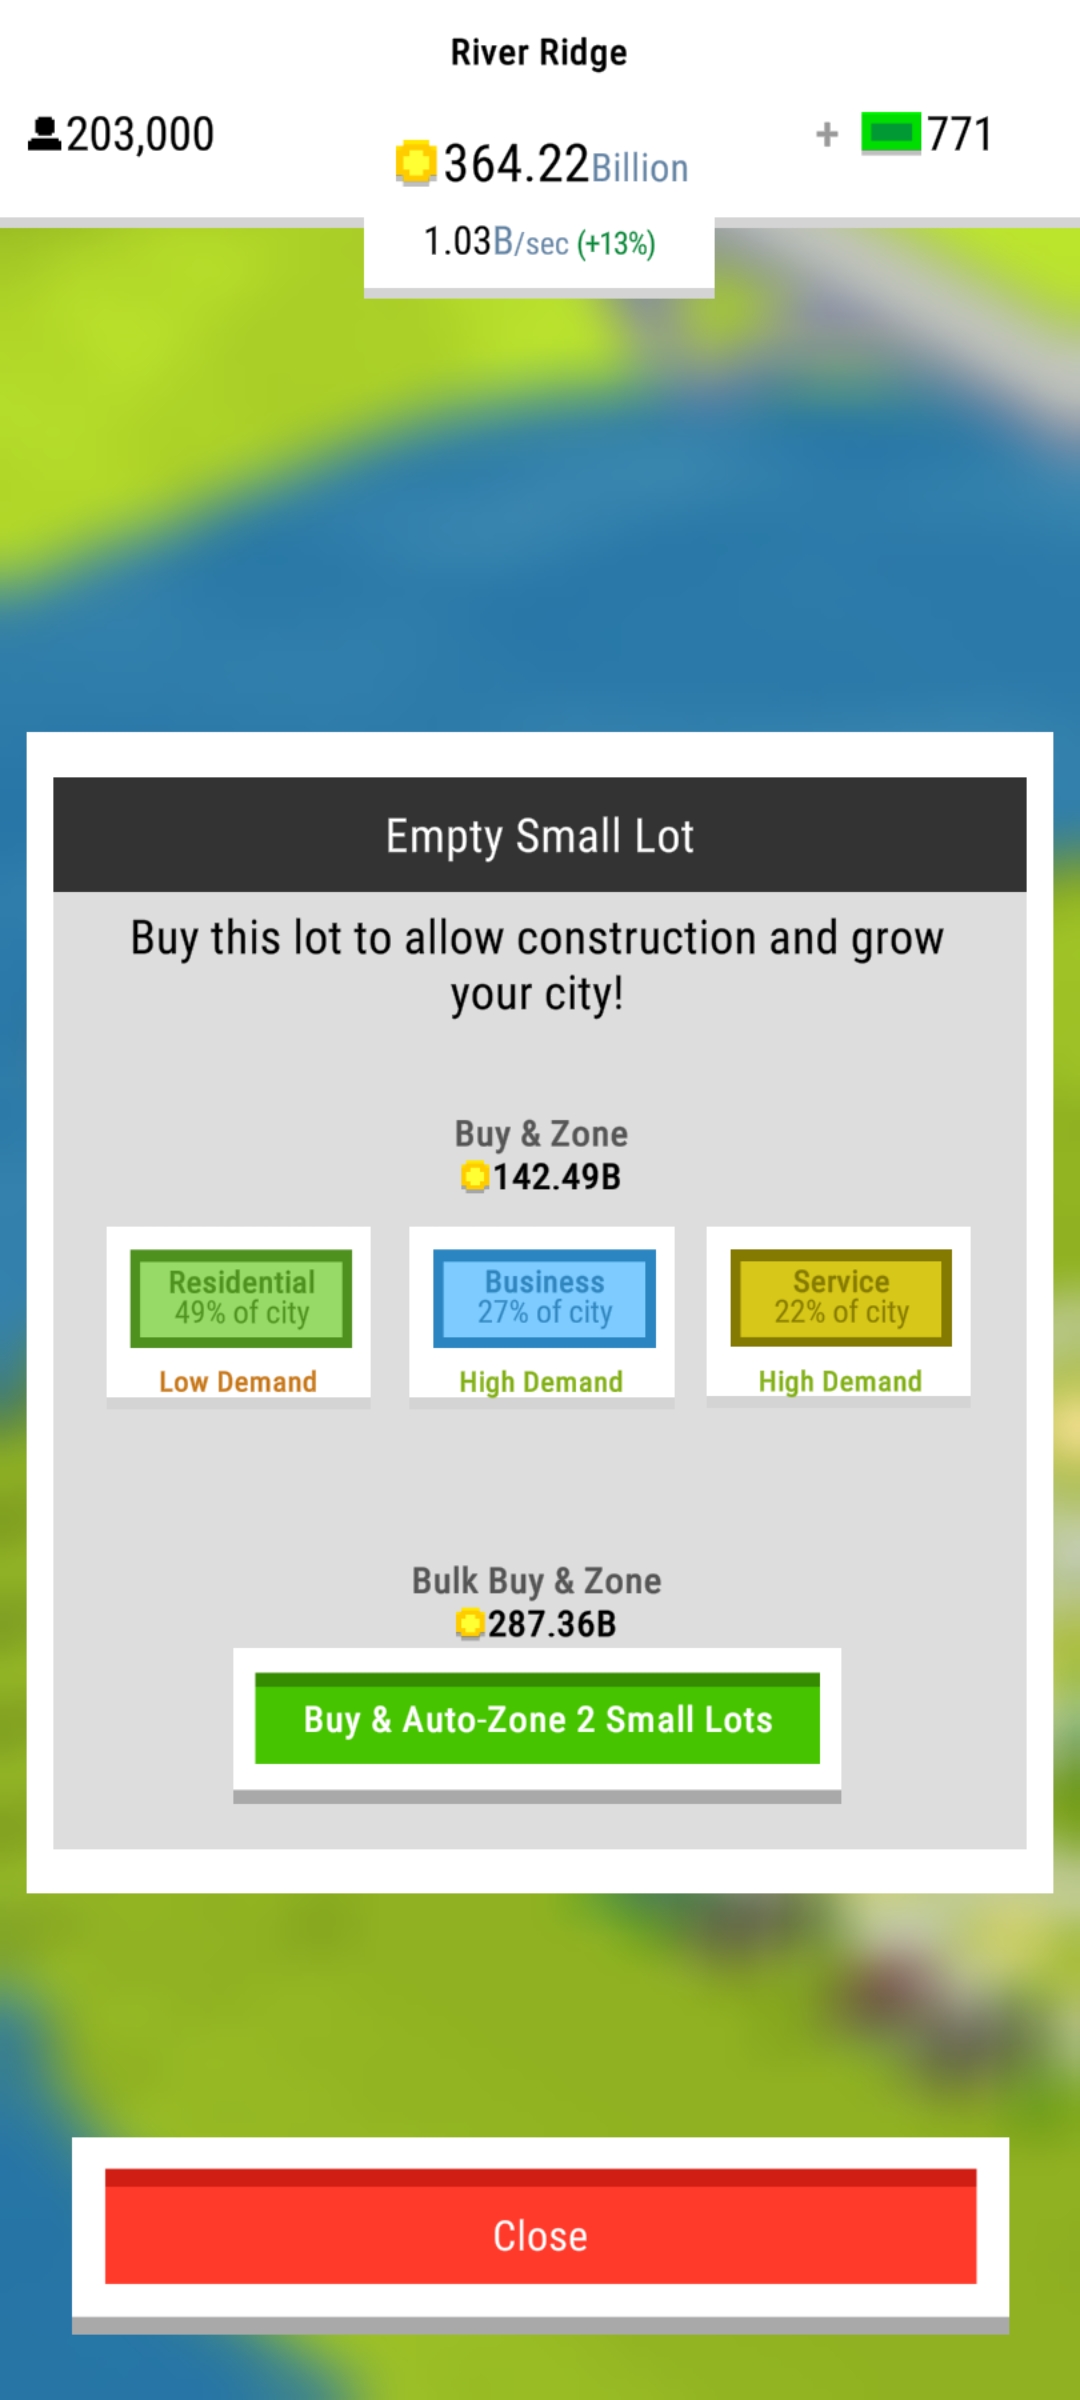 River Ridge
203,000
+ 771
364.22Billion
1.03B/sec (+13%)
Empty Small Lot
Buy this lot to allow construction and grow
your city!
Buy & Zone
142.49B
Residential
49% of city
Low Demand
Business
27% of city
High Demand
Service
22% of city
High Demand
Bulk Buy & Zone
287.36B
Buy & Auto-Zone 2 Small Lots
Close